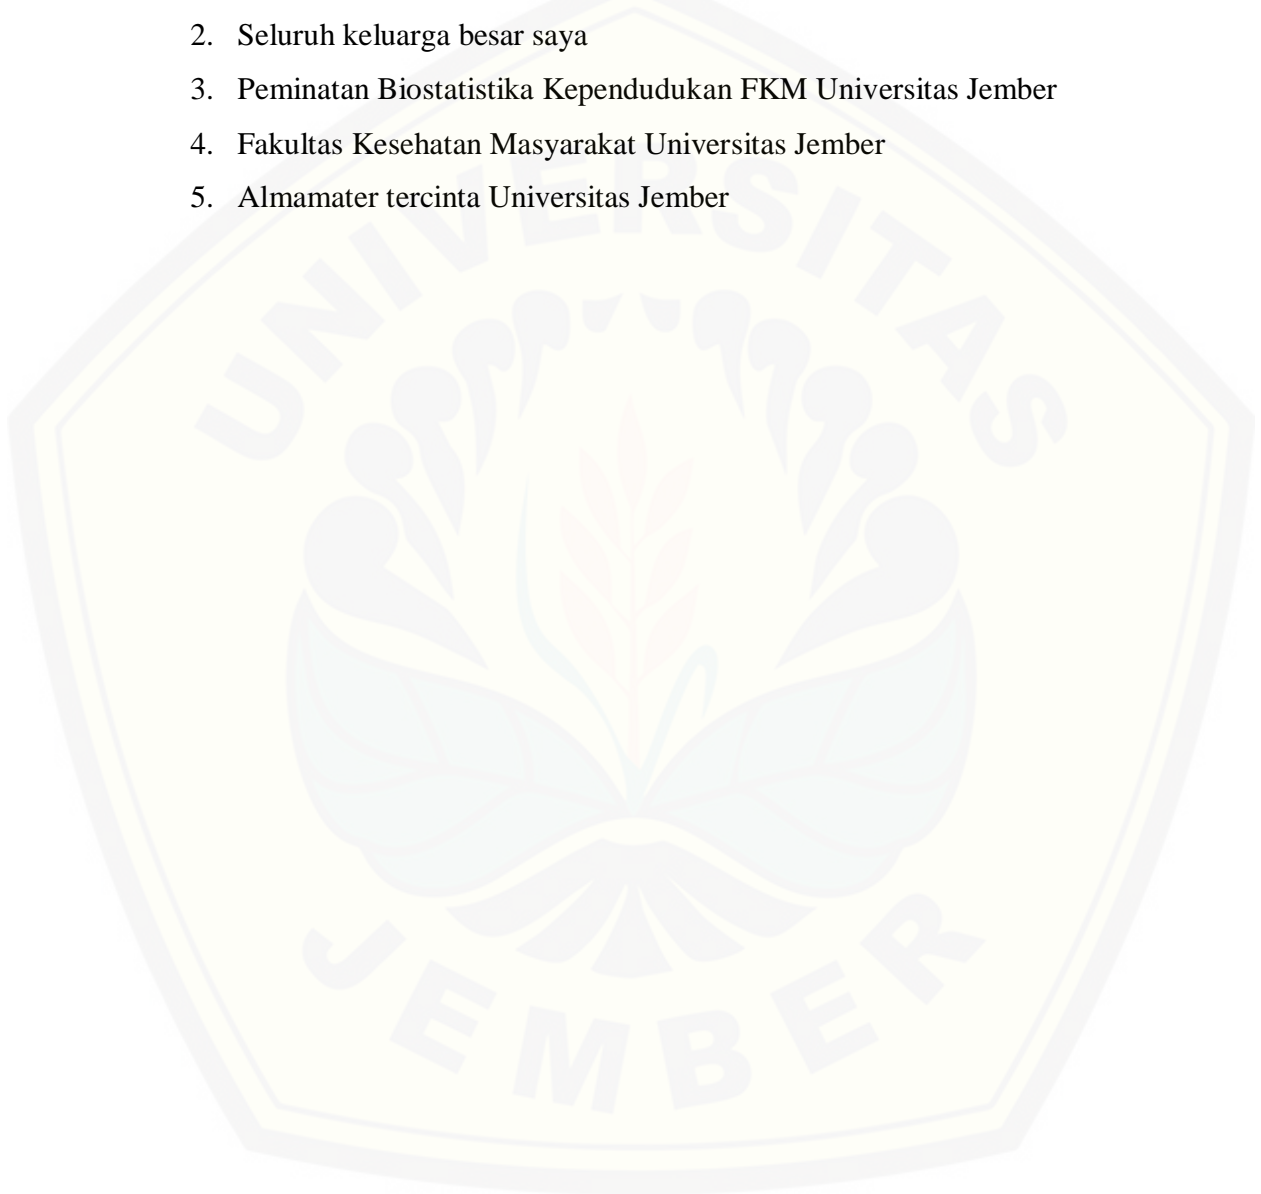 2. Seluruh keluarga besar saya
3. Peminatan Biostatistika Kependudukan FKM Universitas Jember
4. Fakultas Kesehatan Masyarakat Universitas Jember
5. Almamater tercinta Universitas Jember
UNIVERSITAS
JEMBER